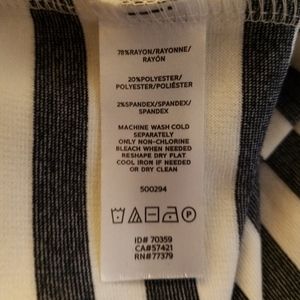 78%RAYON/RAYONNE/
RAYÓN
20%POLYESTER/
POLYESTER/POLIÉSTER
2%SPANDEX/SPANDEX/
SPANDEX
MACHINE WASH COLD
SEPARATELY
ONLY NON-CHLORINE
BLEACH WHEN NEEDED
RESHAPE DRY FLAT
COOL IRON IF NEEDED
OR DRY CLEAN
500294
ID# 70359
CA#57421
RN#77379